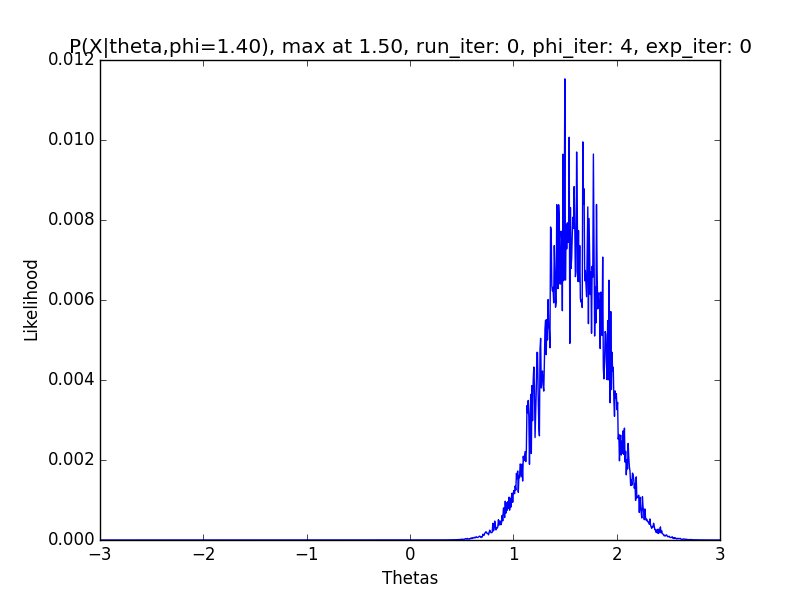 P(X|theta,phi=1.40), max at 1.50, run_iter: 0, phi_iter: 4, exp_iter: 0
0.012
0.010
0.008
0.006
0.004
0.002
0.000
Likelihood
−3 −2 −1 0 1 2 3
Thetas